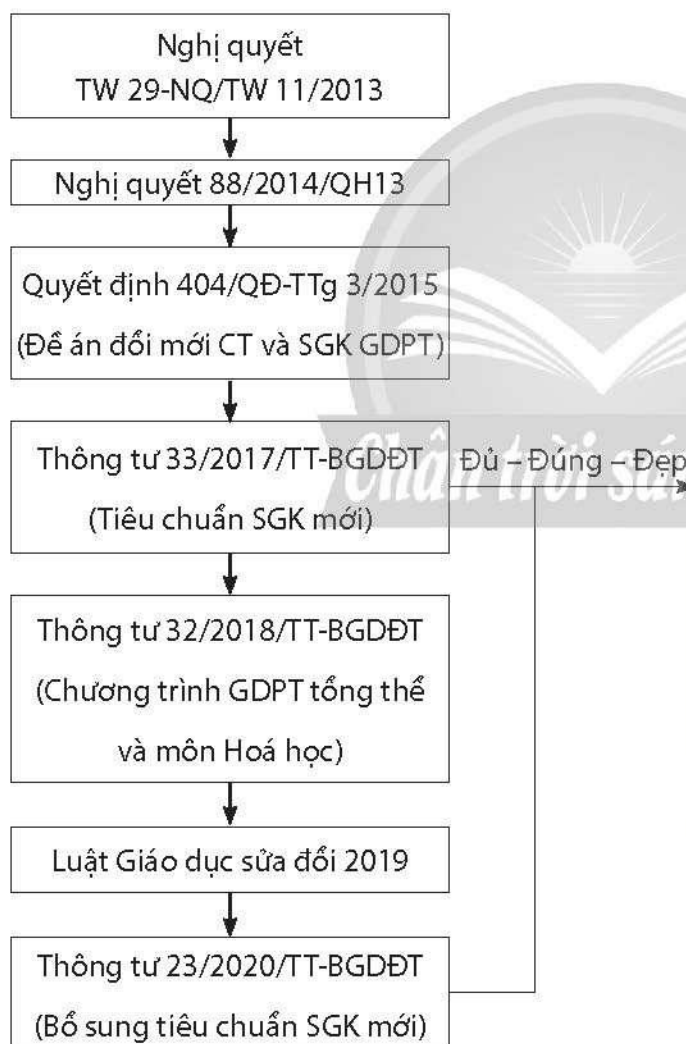 Nghị quyết
TW 29-NQ/TW 11/2013
Nghị quyết 88/2014/QH13
Quyết định 404/QĐ-TTg 3/2015
(Đề án đổi mới CT và SGK GDPT)
Thông tư 33/2017/TT-BGDĐT
(Tiêu chuẩn SGK mới)
Đủ – Đúng – Đẹp
Chân trời sá
Thông tư 32/2018/TT-BGDĐT
(Chương trình GDPT tổng thể
và môn Hoá học)
Luật Giáo dục sửa đổi 2019
Thông tư 23/2020/TT-BGDĐT
(Bổ sung tiêu chuẩn SGK mới)